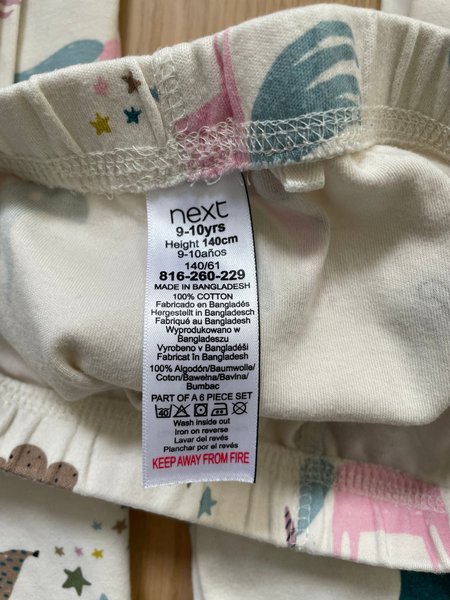 next
9-10yrs
Height 140cm
9-10años
140/61
816-260-229
MADE IN BANGLADESH
100% COTTON
Fabricado en Bangladés
Hergestellt in Bangladesch
Fabriqué au Bangladesh
Wyprodukowano w
Bangladeszu
Vyrobeno v Bangladéši
Fabricat în Bangladesh
100% Algodón/Baumwolle/
Coton/Bawełna/Bavlna/
Bumbac
PART OF A 6 PIECE SET
40
Wash inside out
Iron on reverse
Lavar del revés
Planchar del revés
KEEP AWAY FROM FIRE